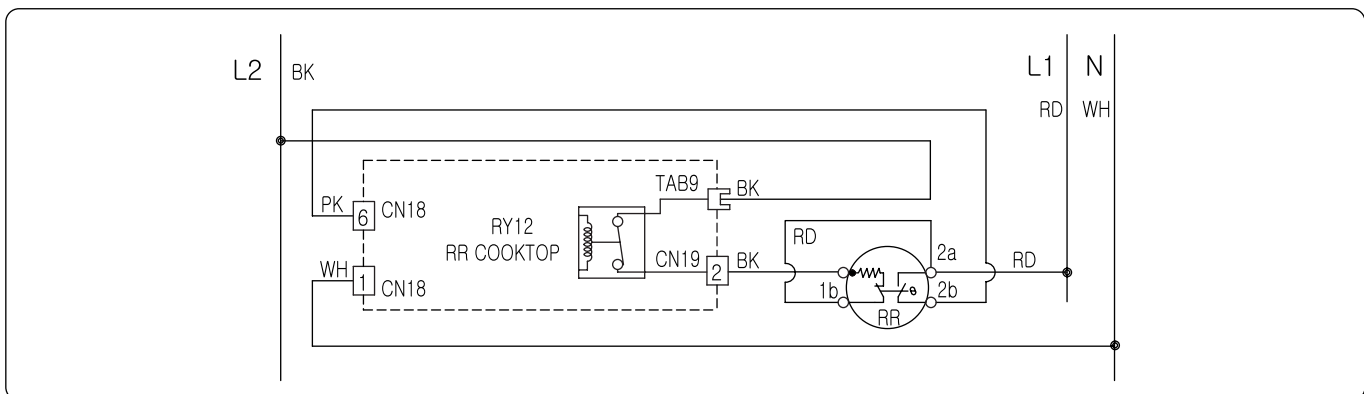 L2 BK
L1 N
RD WH
TAB9 BK
PK 6 CN18
RY12
RR COOKTOP
RD
CN19 2 BK
2a RD
WH 1 CN18
1b 2b
θ
RR